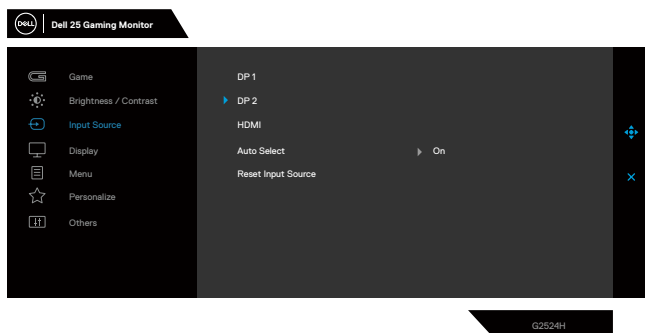 DELL Dell 25 Gaming Monitor
Game
Brightness / Contrast
Input Source
Display
Menu
Personalize
Others
DP 1
DP 2
HDMI
Auto Select On
Reset Input Source
G2524H